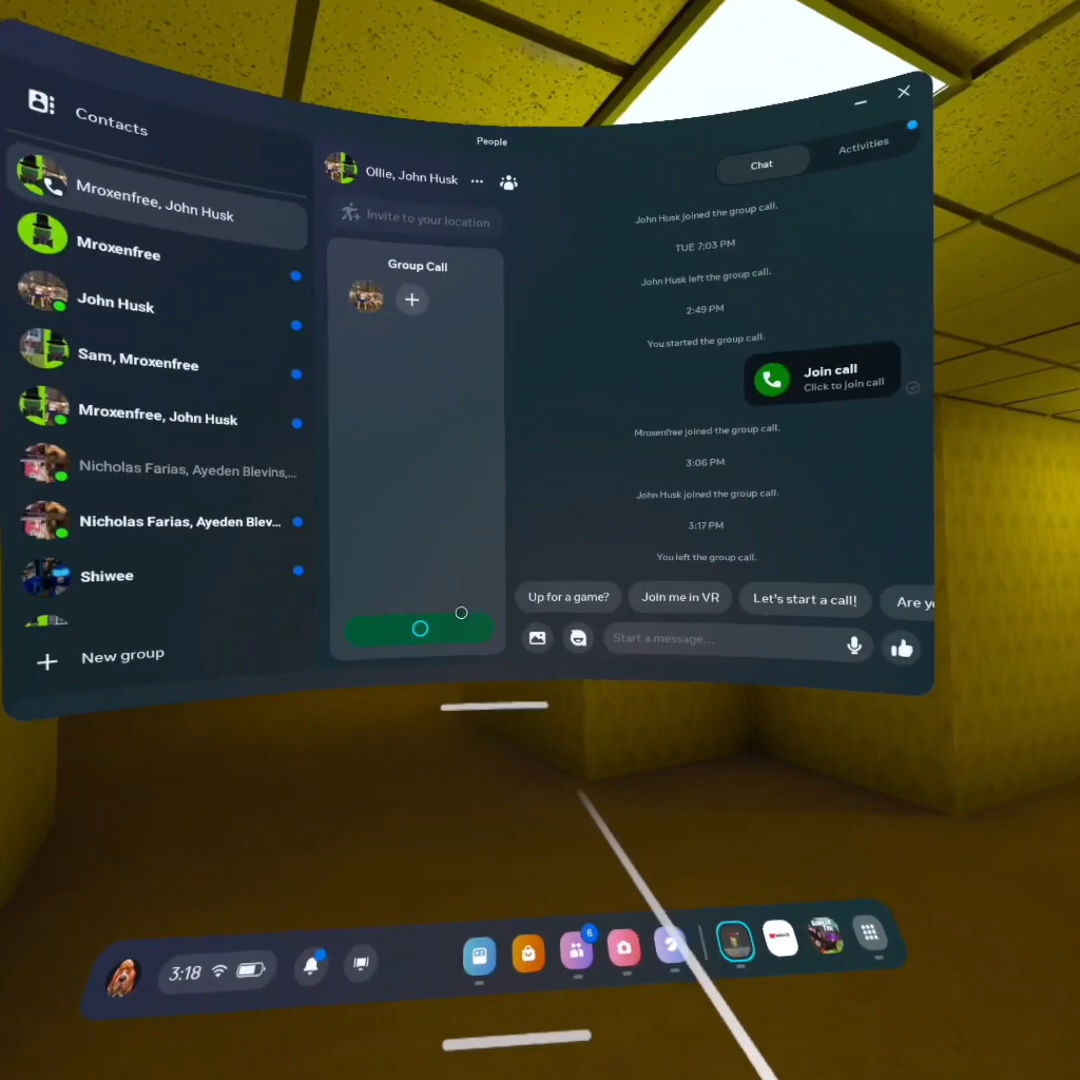 Contacts
Mroxenfree, John Husk
Mroxenfree
John Husk
Sam, Mroxenfree
Mroxenfree, John Husk
Nicholas Farias, Ayeden Blevins,...
Nicholas Farias, Ayeden Blev...
Shiwee
New group
People
Ollie, John Husk
Invite to your location
Group Call
Chat
Activities
John Husk joined the group call.
TUE 7:03 PM
John Husk left the group call.
2:49 PM
You started the group call.
Join call
Click to join call
Mroxenfree joined the group call.
3:06 PM
John Husk joined the group call.
3:17 PM
You left the group call.
Up for a game?
Join me in VR
Let's start a call!
Are
Start a message...
3:18
6